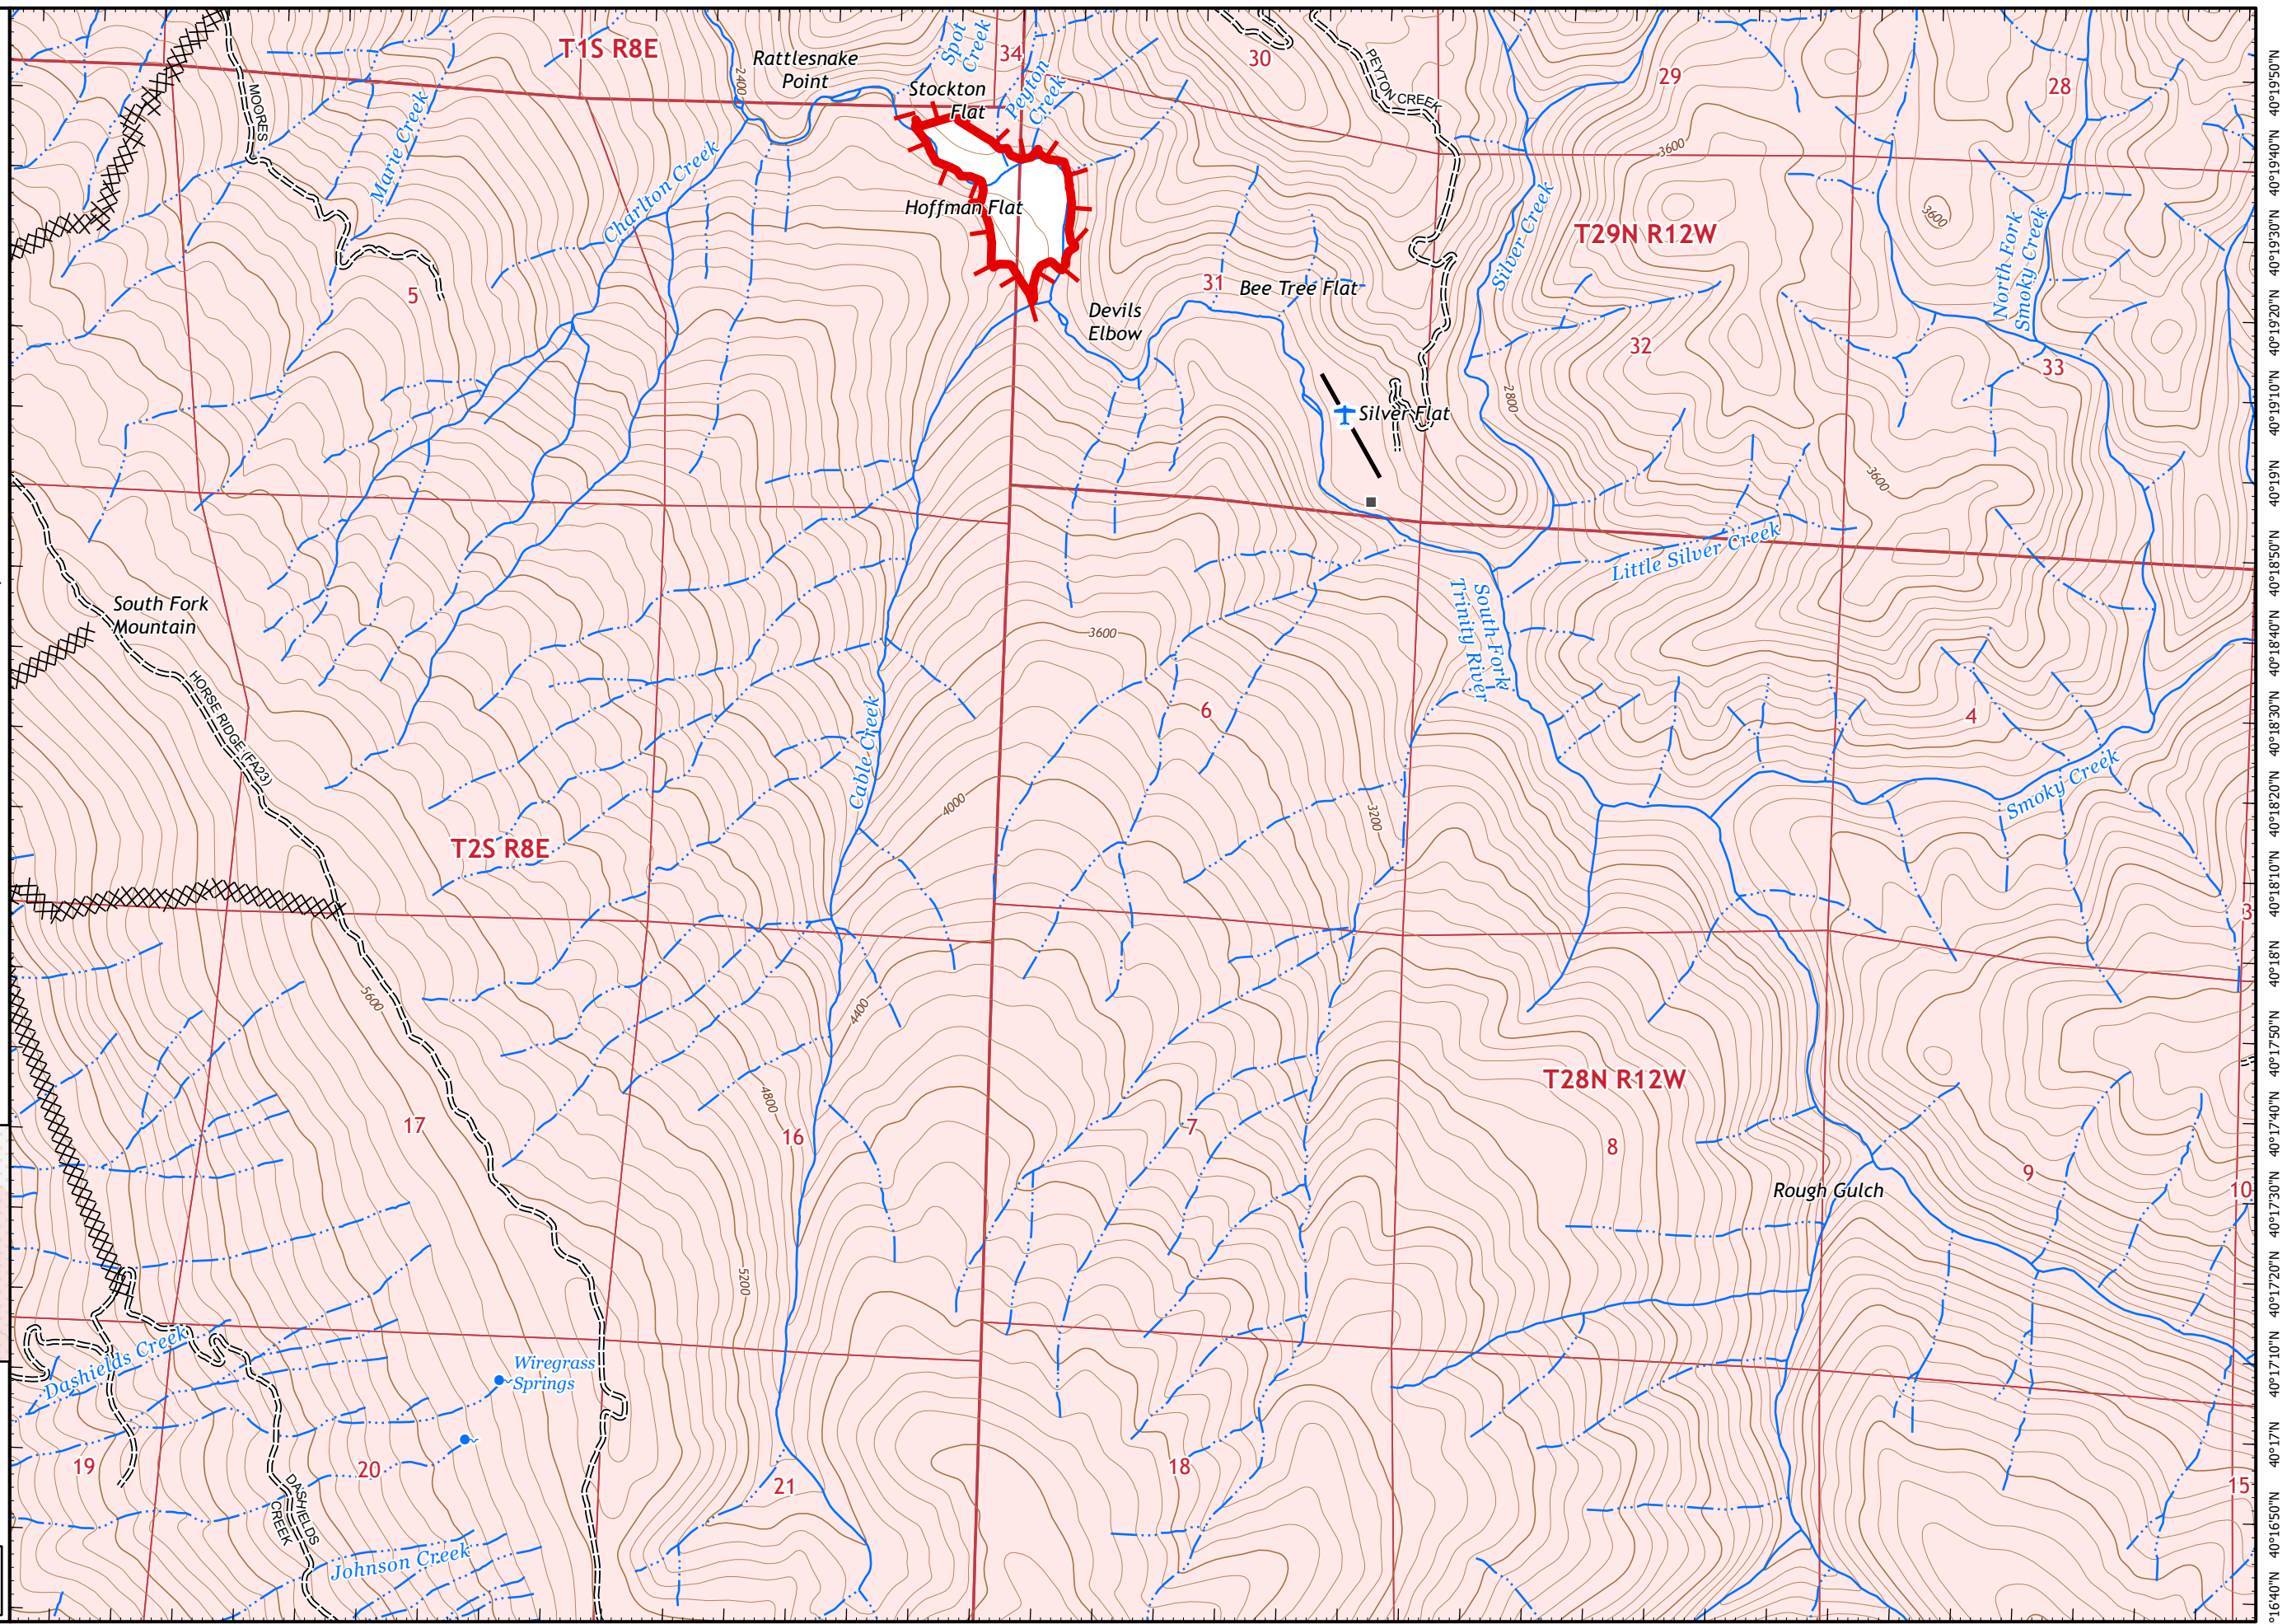 T1S R8E
Rattlesnake
Point
Spot
Creek
34
30
PEYTON CREEK
29
28
2400
Stockton
Flat
Peyton
Creek
MOORES
Marie Creek
Charlton Creek
3600
Hoffman Flat
Silver Creek
T29N R12W
3600
North Fork
Smoky Creek
5
31
Bee Tree Flat
Devils
Elbow
32
33
Silver Flat
2800
3600
Little Silver Creek
South Fork
Mountain
3600
South Fork
Trinity River
HORSE RIDGE (FA23)
Cable Creek
6
4
4000
3200
Smoky Creek
T2S R8E
3
5600
4400
T28N R12W
4800
17
16
7
8
9
10
Rough Gulch
5200
Dashields Creek
Wiregrass
Springs
19
20
21
18
15
DASHIELDS
CREEK
Johnson Creek
40°19'50"N
40°19'40"N
40°19'30"N
40°19'20"N
40°19'10"N
40°19'N
40°18'50"N
40°18'40"N
40°18'30"N
40°18'20"N
40°18'10"N
40°18'N
40°17'50"N
40°17'40"N
40°17'30"N
40°17'20"N
40°17'10"N
40°17'N
40°16'50"N
°16'40"N